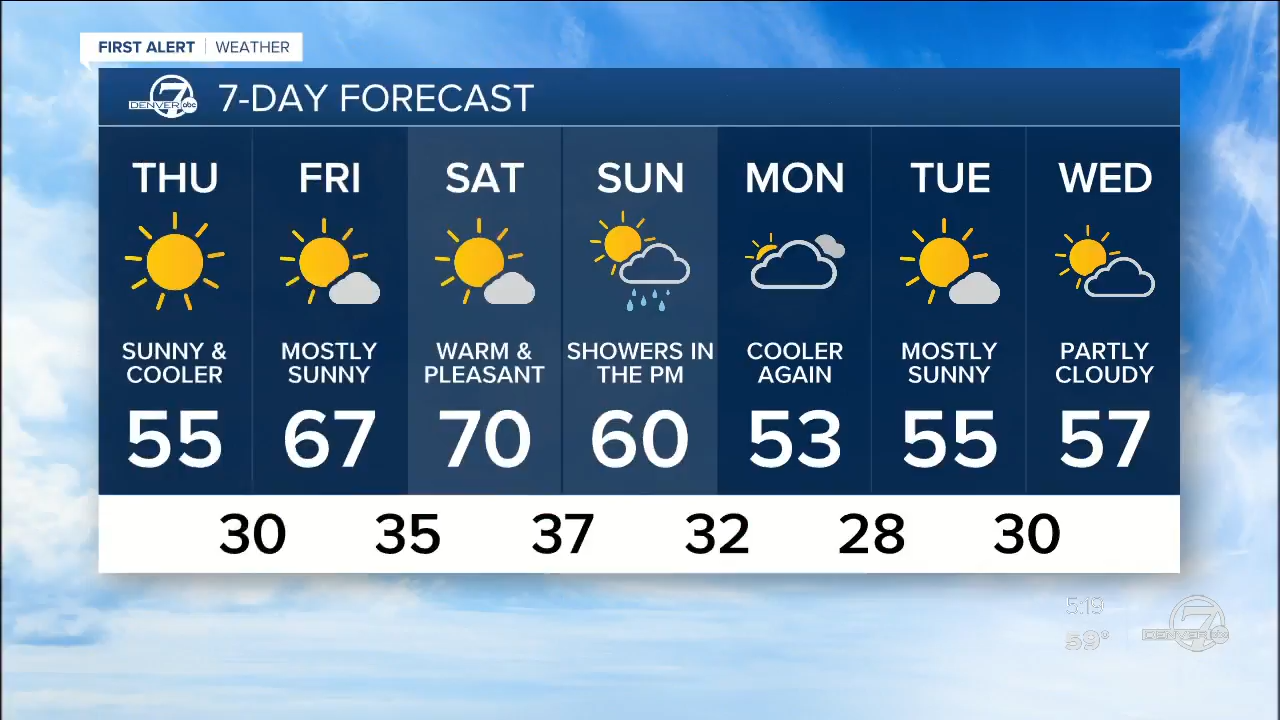 FIRST ALERT WEATHER
DENVER 7 abc 7-DAY FORECAST
THU FRI SAT SUN MON TUE WED
SUNNY & MOSTLY WARM & SHOWERS IN COOLER MOSTLY PARTLY
COOLER SUNNY PLEASANT THE PM AGAIN SUNNY CLOUDY
55 67 70 60 53 55 57
30 35 37 32 28 30
5:19
59°
DENVER 7 abc